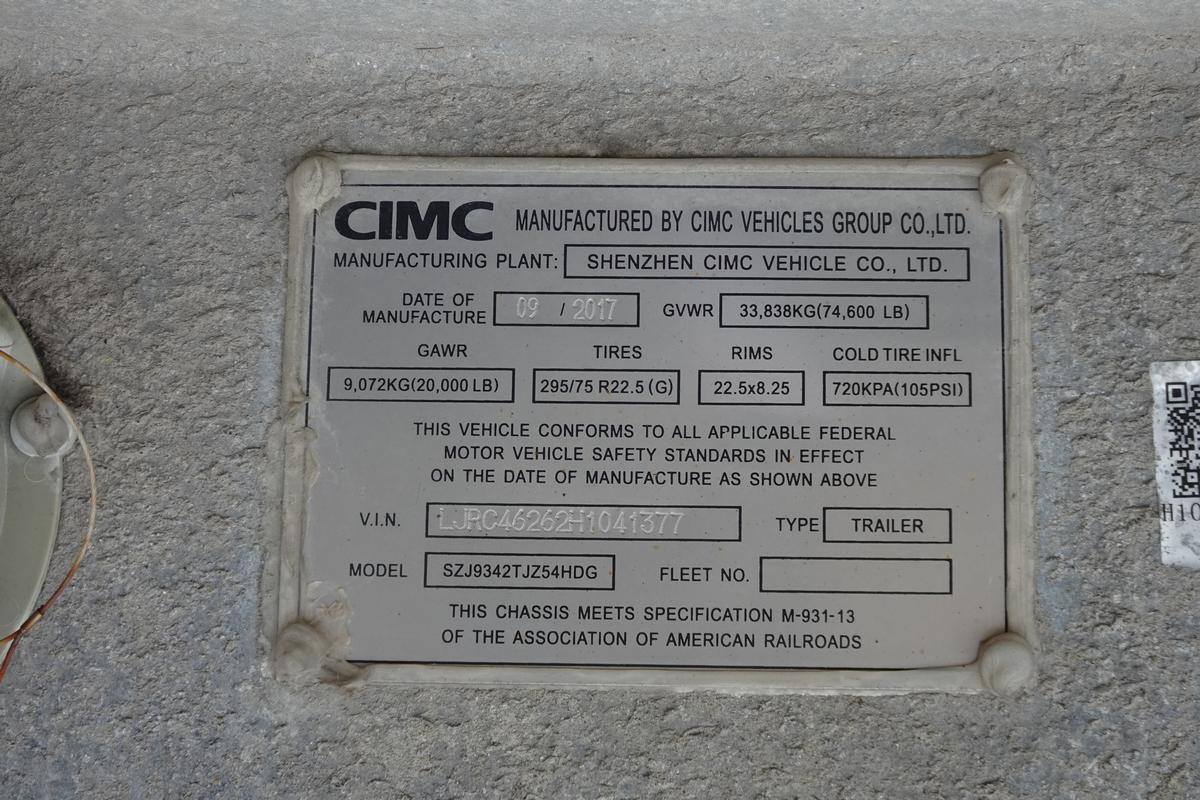 CIMC MANUFACTURED BY CIMC VEHICLES GROUP CO.,LTD.
MANUFACTURING PLANT: SHENZHEN CIMC VEHICLE CO., LTD.
DATE OF MANUFACTURE 09 / 2017 GVWR 33,838KG(74,600 LB)
GAWR TIRES RIMS COLD TIRE INFL
9,072KG(20,000 LB) 295/75 R22.5 (G) 22.5x8.25 720KPA(105PSI)
THIS VEHICLE CONFORMS TO ALL APPLICABLE FEDERAL
MOTOR VEHICLE SAFETY STANDARDS IN EFFECT
ON THE DATE OF MANUFACTURE AS SHOWN ABOVE
V.I.N. LJRC46262H1041377 TYPE TRAILER
MODEL SZJ9342TJZ54HDG FLEET NO.
THIS CHASSIS MEETS SPECIFICATION M-931-13
OF THE ASSOCIATION OF AMERICAN RAILROADS